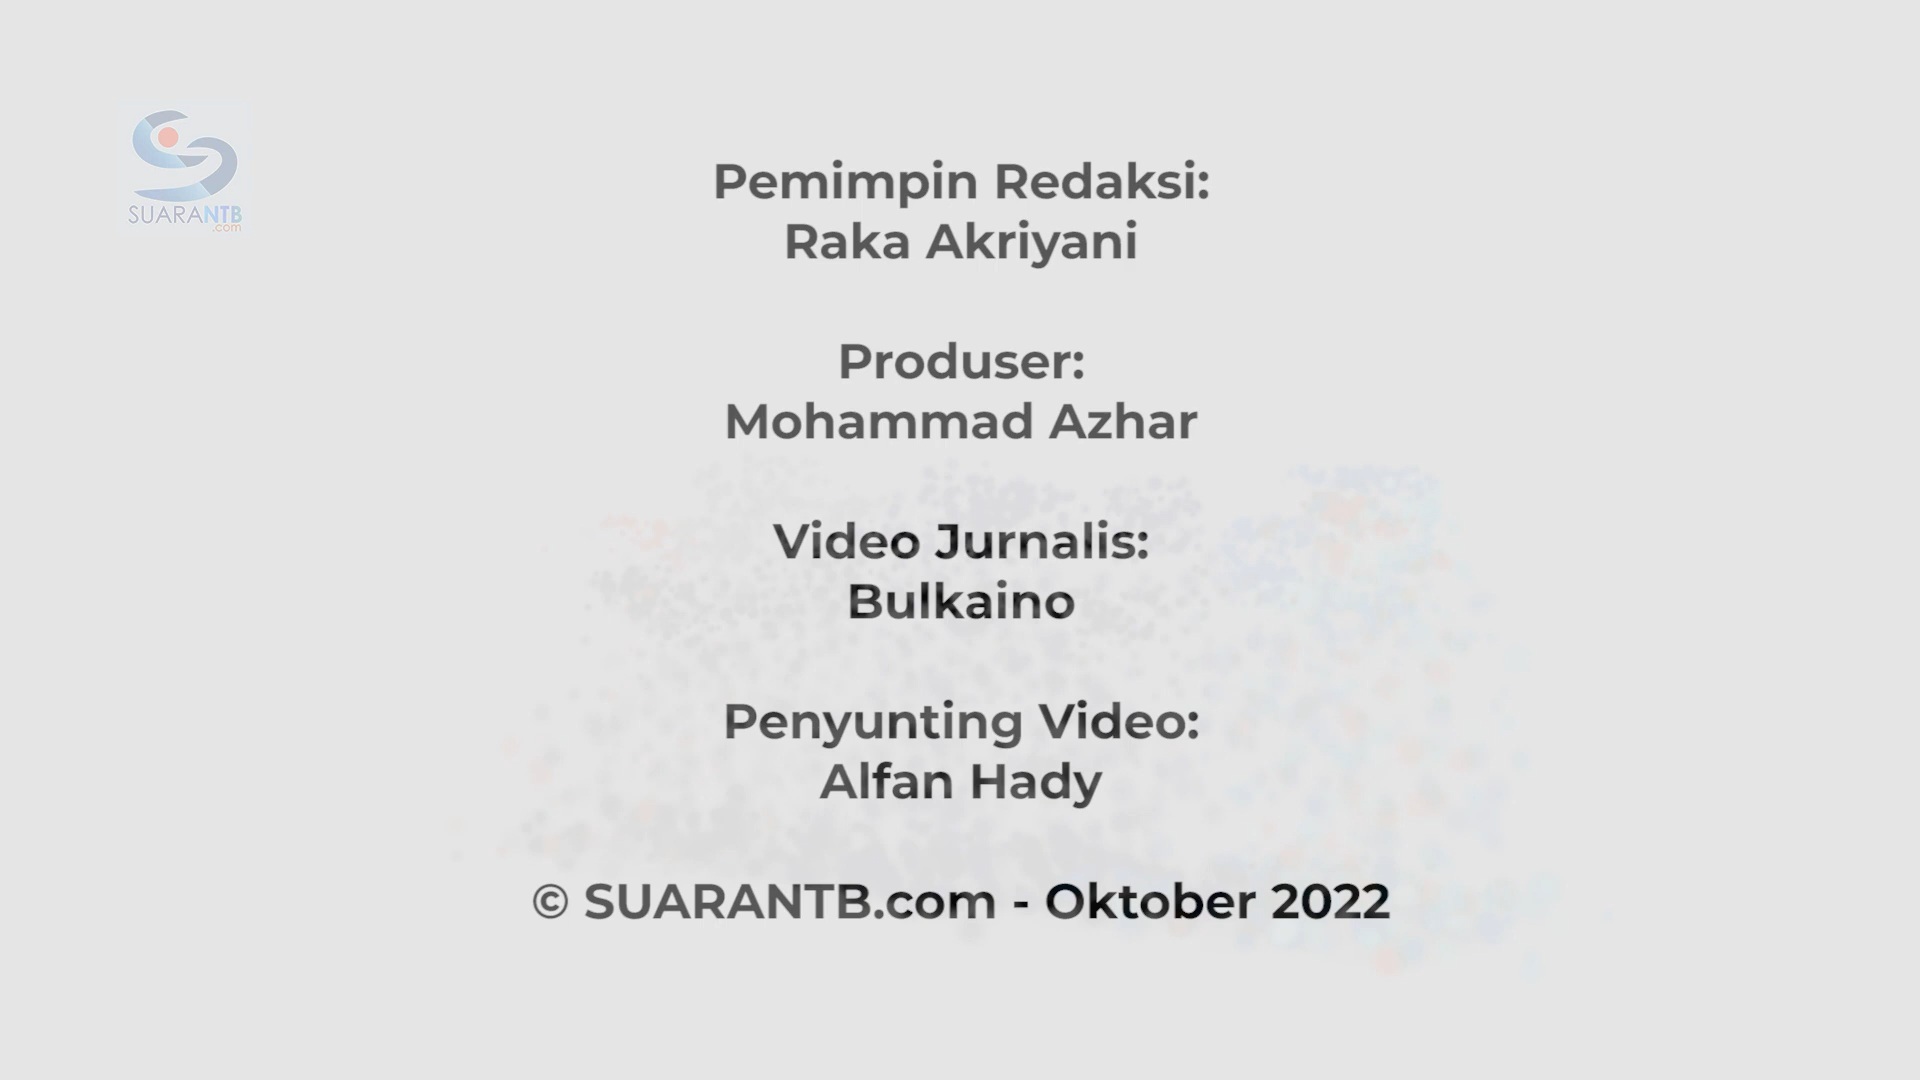 SUARANTB
.com
Pemimpin Redaksi:
Raka Akriyani
Produser:
Mohammad Azhar
Video Jurnalis:
Bulkaino
Penyunting Video:
Alfan Hady
© SUARANTB.com - Oktober 2022